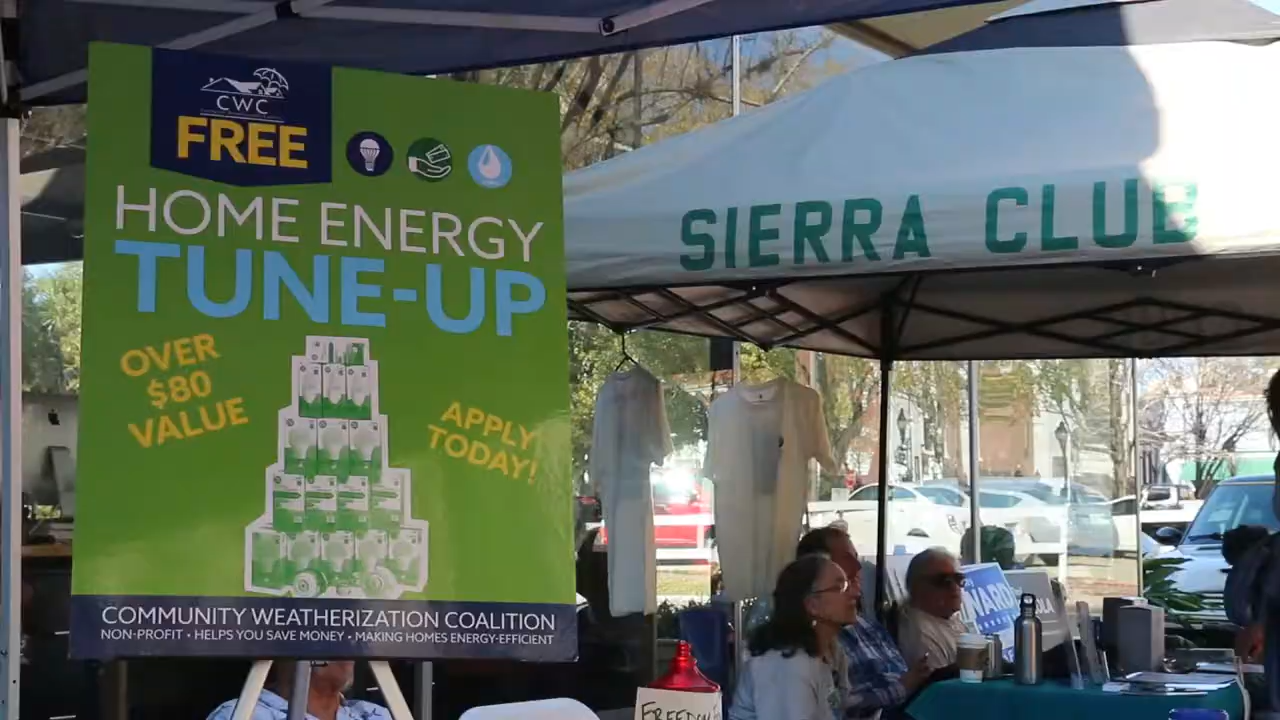 CWC
FREE
HOME ENERGY
TUNE-UP
OVER
$80
VALUE
APPLY
TODAY!
COMMUNITY WEATHERIZATION COALITION
NON-PROFIT • HELPS YOU SAVE MONEY • MAKING HOMES ENERGY-EFFICIENT
SIERRA CLUB